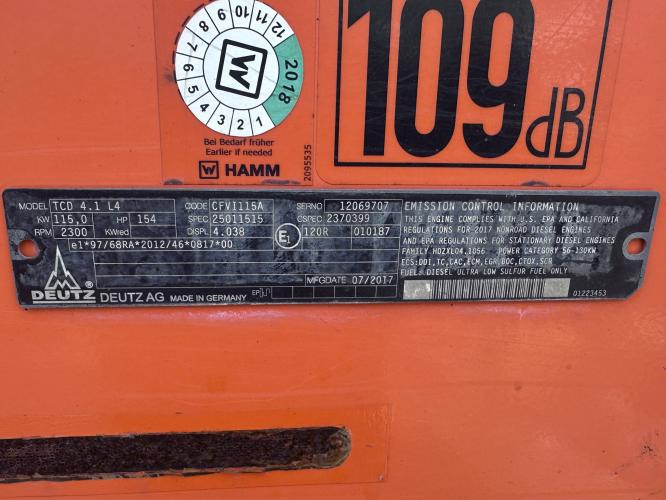 12 11 10 9 8 7 6 5 4 3 2 1
2018
W
Bei Bedarf früher
Earlier if needed
W HAMM
2095535
109 dB
MODEL TCD 4.1 L4 CODE CFVI115A SERNO 12069707
KW 115,0 HP 154 SPEC 25011515 CSPEC 2370399
RPM 2300 KWred DISPL 4.038 E1 120R 010187
e1*97/68RA*2012/46*0817*00
MFGDATE 07/2017
DEUTZ ® DEUTZ AG MADE IN GERMANY EP
EMISSION CONTROL INFORMATION
THIS ENGINE COMPLIES WITH U.S. EPA AND CALIFORNIA
REGULATIONS FOR 2017 NONROAD DIESEL ENGINES
AND EPA REGULATIONS FOR STATIONARY DIESEL ENGINES
FAMILY: HDZXL04.1056 POWER CATEGORY 56-130KW
ECS:DDI,TC,CAC,ECM,EGR,DOC,CTOX,SCR
FUEL: DIESEL ULTRA LOW SULFUR FUEL ONLY
01223453